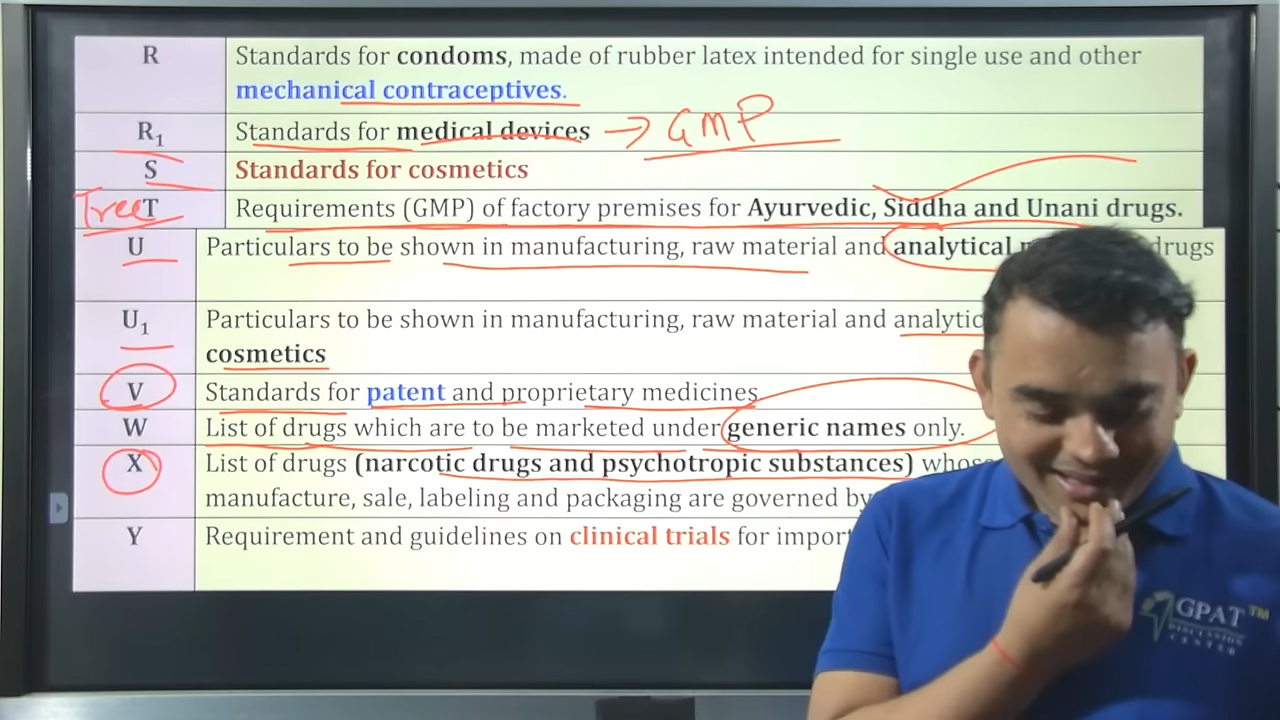 R Standards for condoms, made of rubber latex intended for single use and other
mechanical contraceptives.
R₁ Standards for medical devices → GMP
S Standards for cosmetics
Tree T Requirements (GMP) of factory premises for Ayurvedic, Siddha and Unani drugs.
U Particulars to be shown in manufacturing, raw material and analytical drugs
U₁ Particulars to be shown in manufacturing, raw material and
cosmetics
V Standards for patent and proprietary medicines
W List of drugs which are to be marketed under generic names only.
X List of drugs (narcotic drugs and psychotropic substances)
manufacture, sale, labeling and packaging are governed by
Y Requirement and guidelines on clinical trials for
GPAT™
DISCUSSION
CENTER